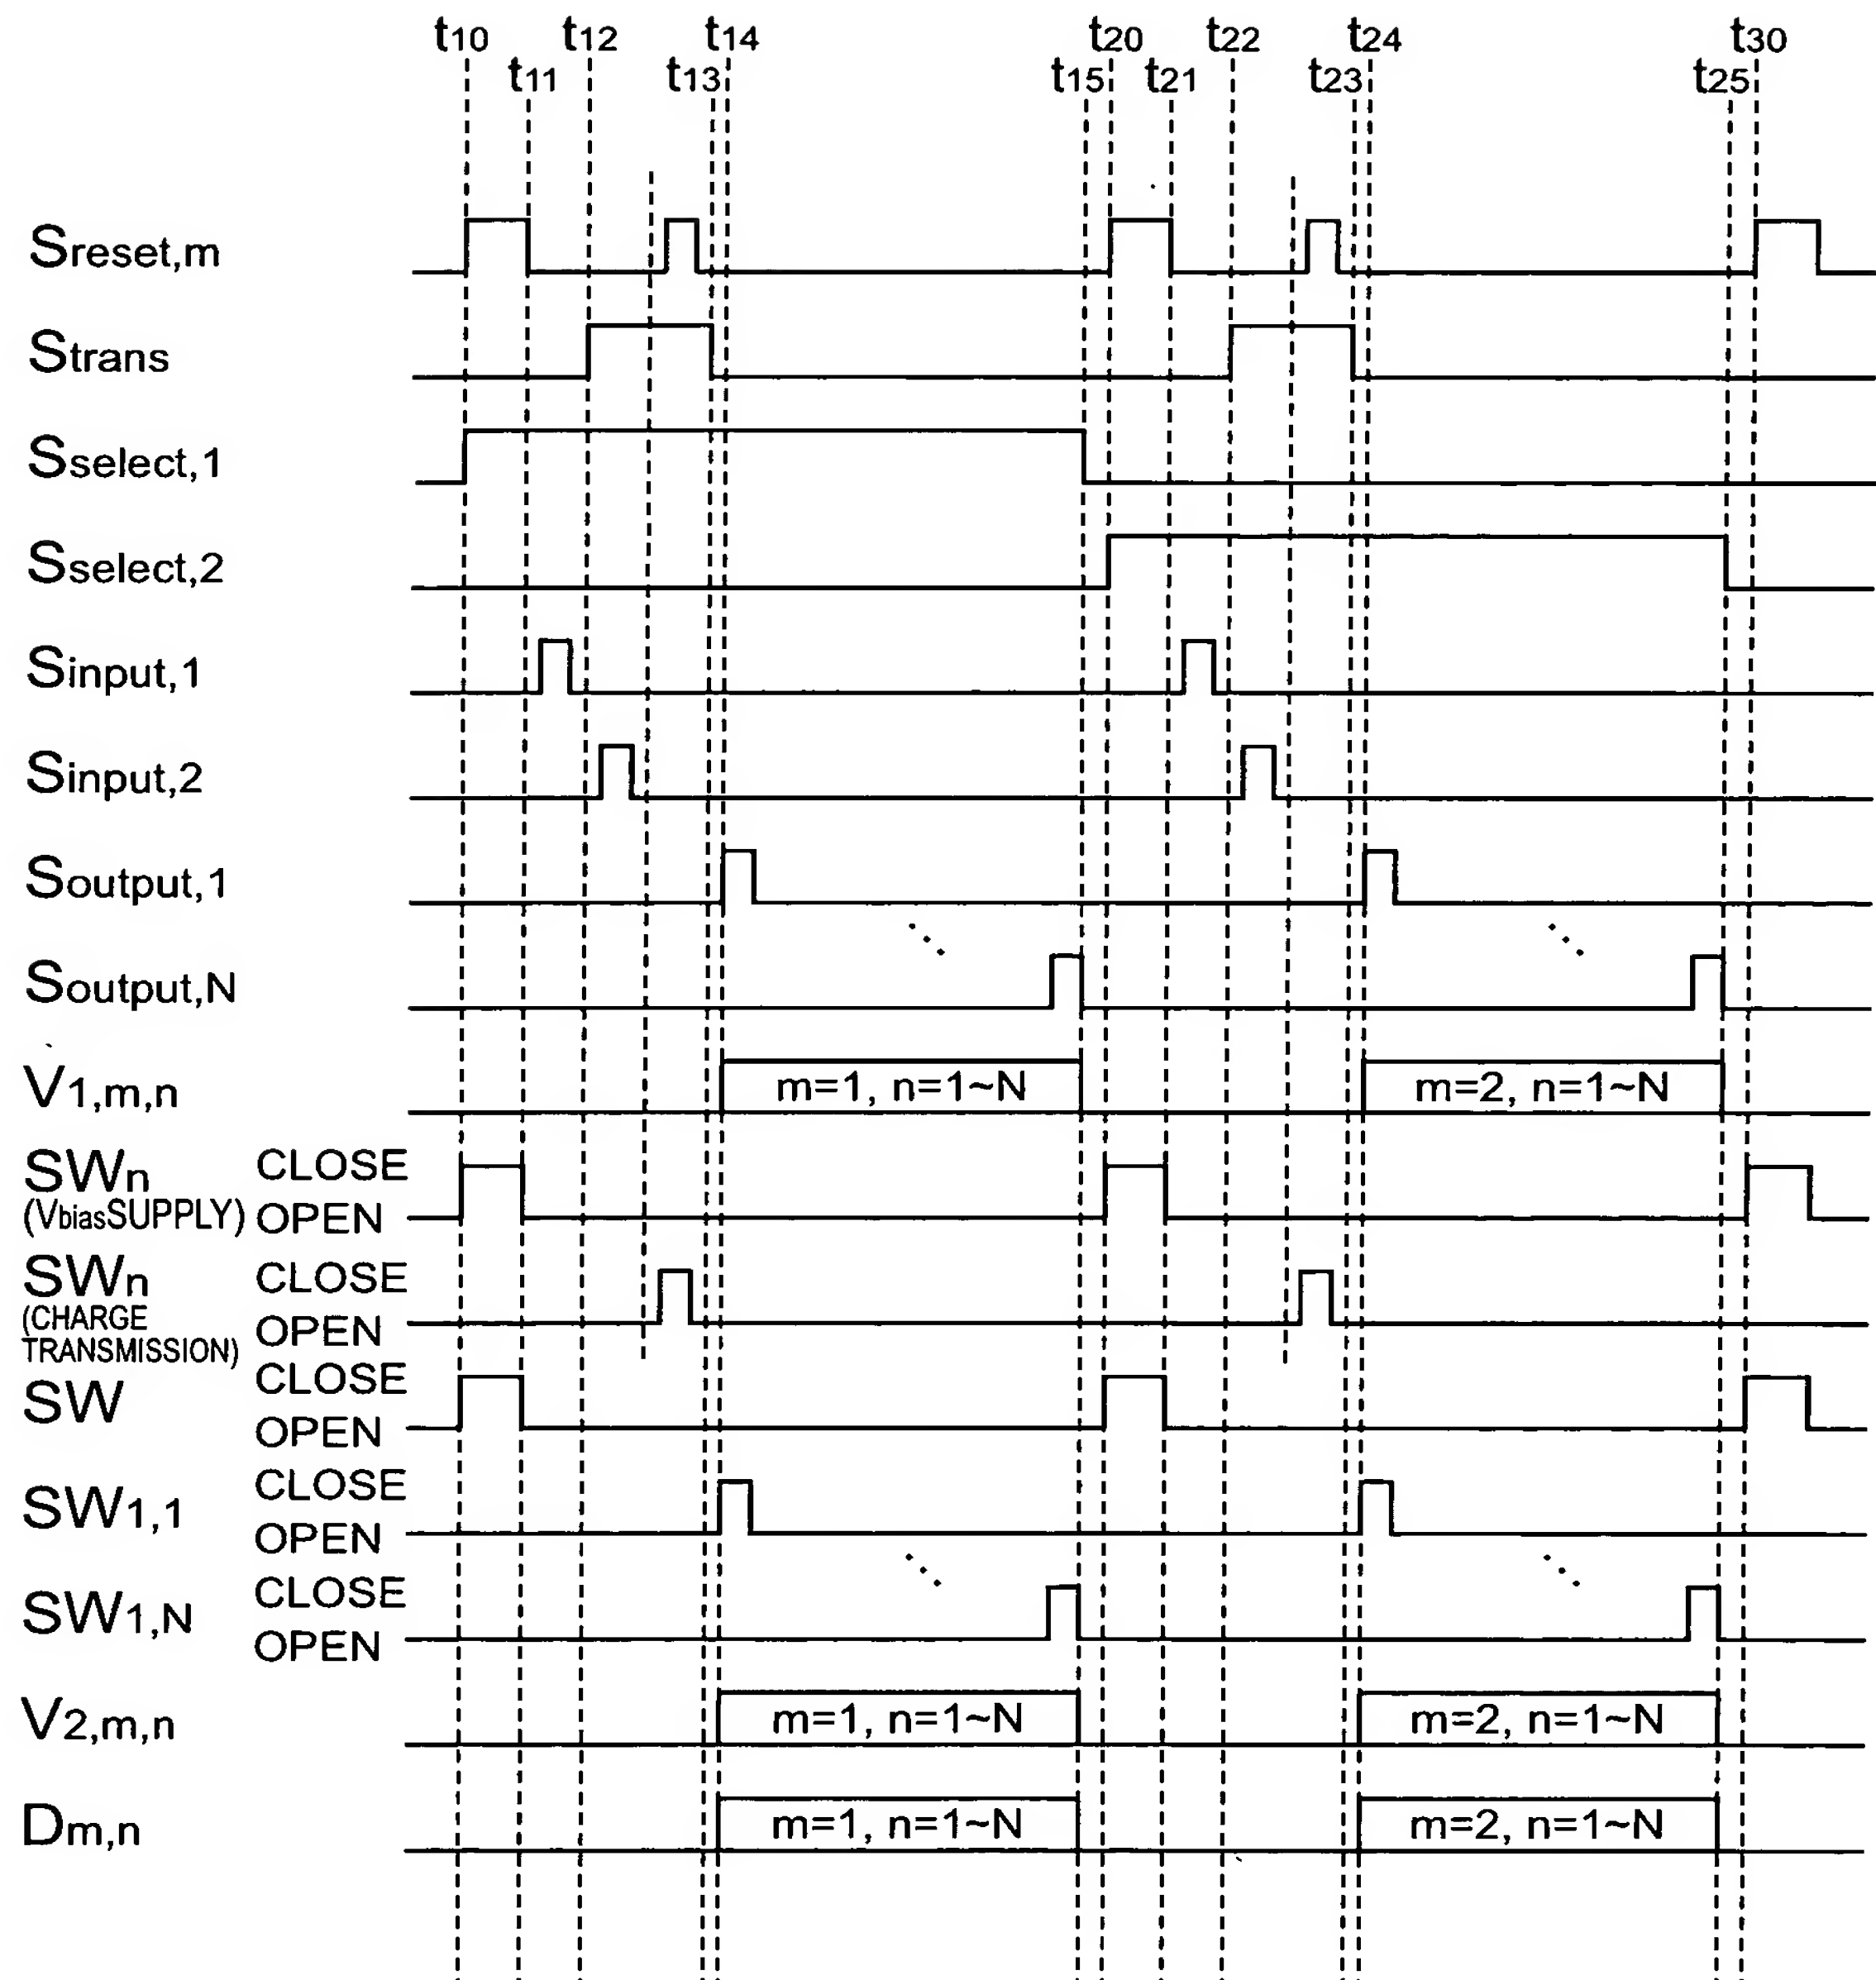 t10 t12 t14 t20 t22 t24 t30
t11 t13 t15 t21 t23 t25
Sreset,m
Strans
Sselect,1
Sselect,2
Sinput,1
Sinput,2
Soutput,1
Soutput,N
V1,m,n m=1, n=1~N m=2, n=1~N
SWn CLOSE
(VbiasSUPPLY) OPEN
SWn CLOSE
(CHARGE
TRANSMISSION) OPEN
SW CLOSE
OPEN
SW1,1 CLOSE
OPEN
SW1,N CLOSE
OPEN
V2,m,n m=1, n=1~N m=2, n=1~N
Dm,n m=1, n=1~N m=2, n=1~N